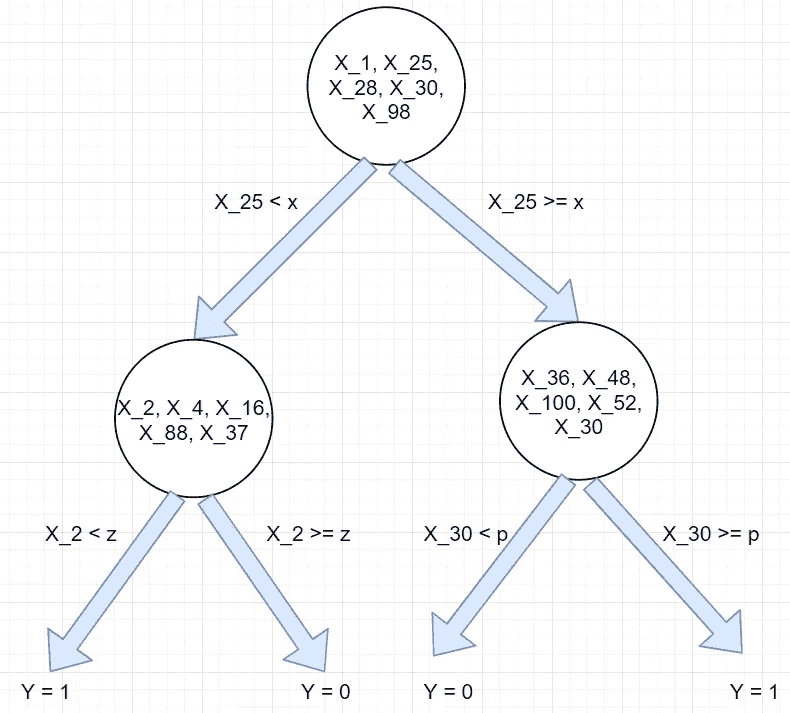 X_1, X_25,
X_28, X_30,
X_98
X_25 < x
X_25 >= x
X_2, X_4, X_16,
X_88, X_37
X_36, X_48,
X_100, X_52,
X_30
X_2 < z
X_2 >= z
X_30 < p
X_30 >= p
Y = 1
Y = 0
Y = 0
Y = 1